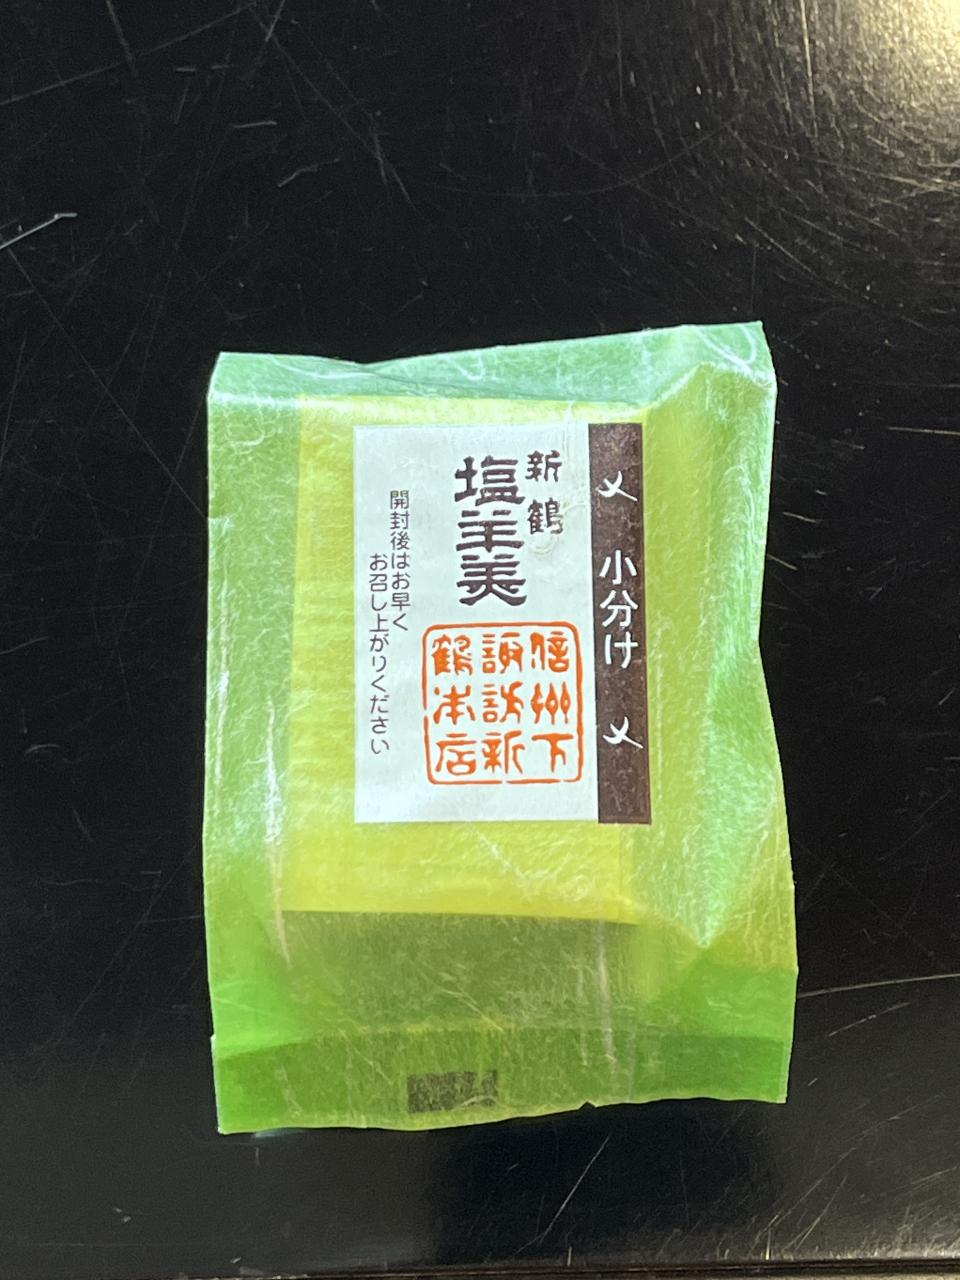 〆 小分け 〆
新鶴
塩羊美
信州下
諏訪新
鶴本店
開封後はお早く
お召し上がりください